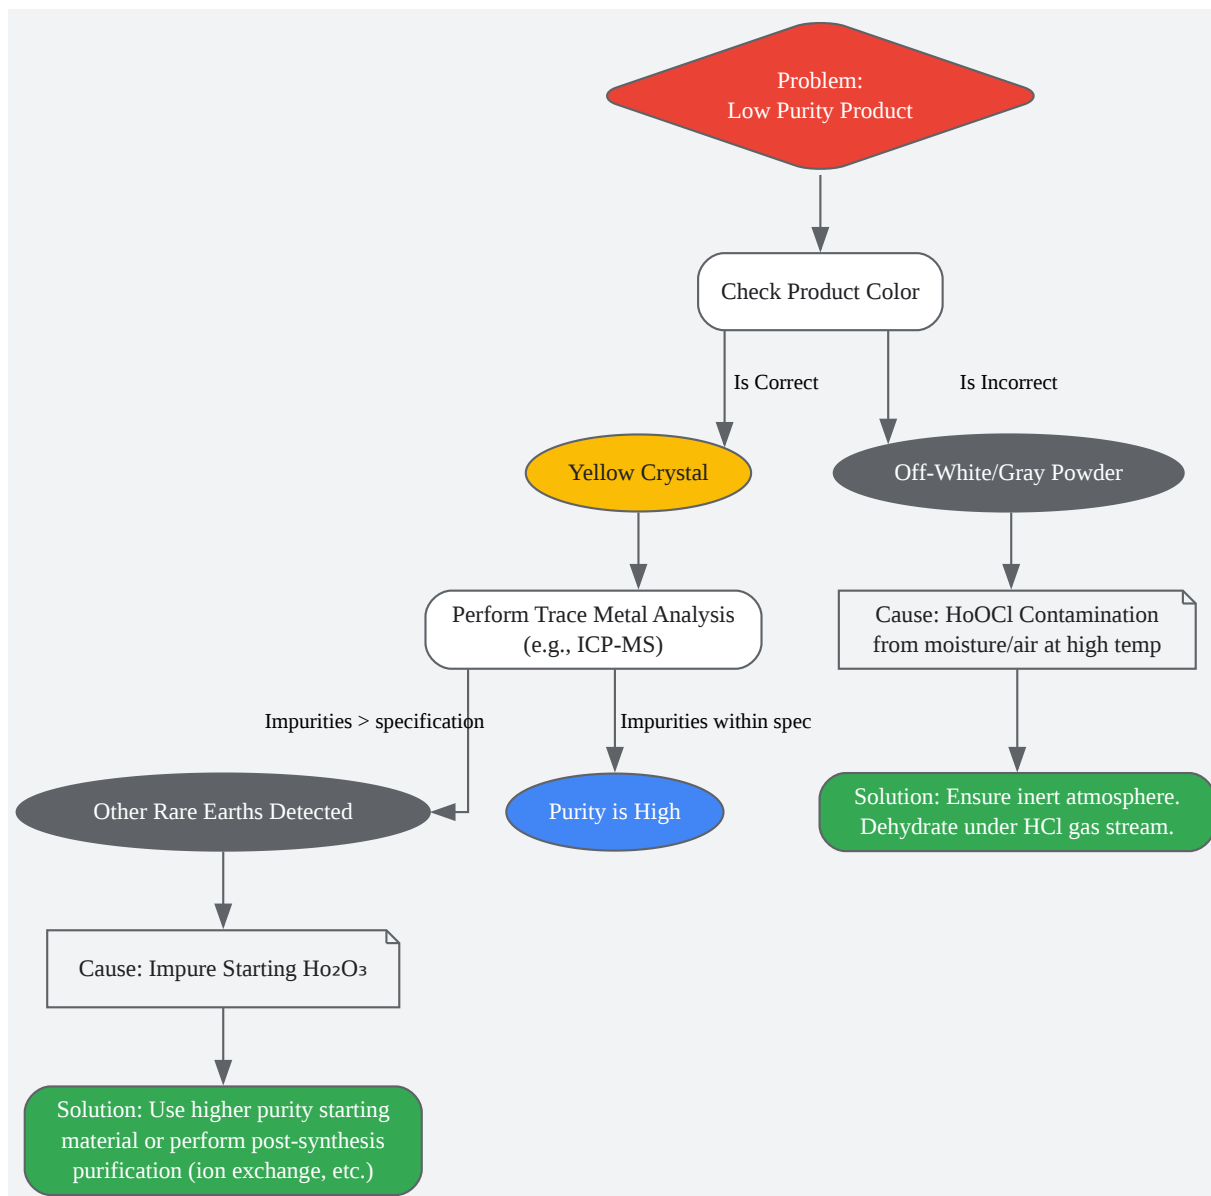 Problem:
Low Purity Product
Check Product Color
Is Correct
Is Incorrect
Yellow Crystal
Off-White/Gray Powder
Perform Trace Metal Analysis
(e.g., ICP-MS)
Cause: HoOCl Contamination
from moisture/air at high temp
Impurities > specification
Impurities within spec
Other Rare Earths Detected
Purity is High
Solution: Ensure inert atmosphere.
Dehydrate under HCl gas stream.
Cause: Impure Starting Ho₂O₃
Solution: Use higher purity starting
material or perform post-synthesis
purification (ion exchange, etc.)